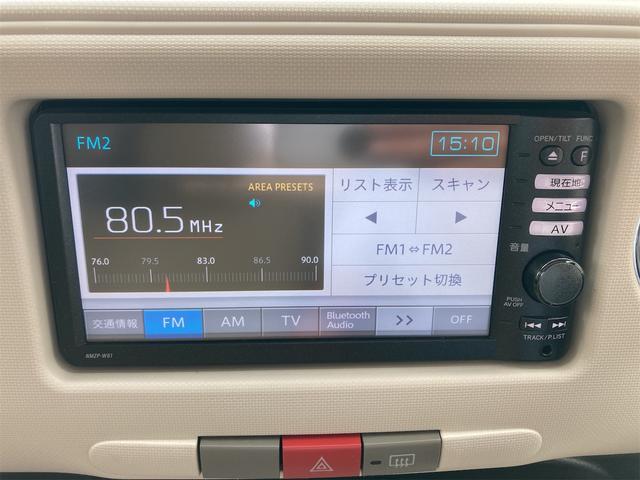 FM2
15:10
OPEN/TILT FUNC
F
AREA PRESETS
80.5 MHz
76.0 79.5 83.0 86.5 90.0
リスト表示 スキャン
FM1⇔FM2
プリセット切換
現在地
メニュー
AV
音量
PUSH
AV OFF
交通情報 FM AM TV Bluetooth Audio >> OFF
TRACK/P.LIST
NMZP-W61